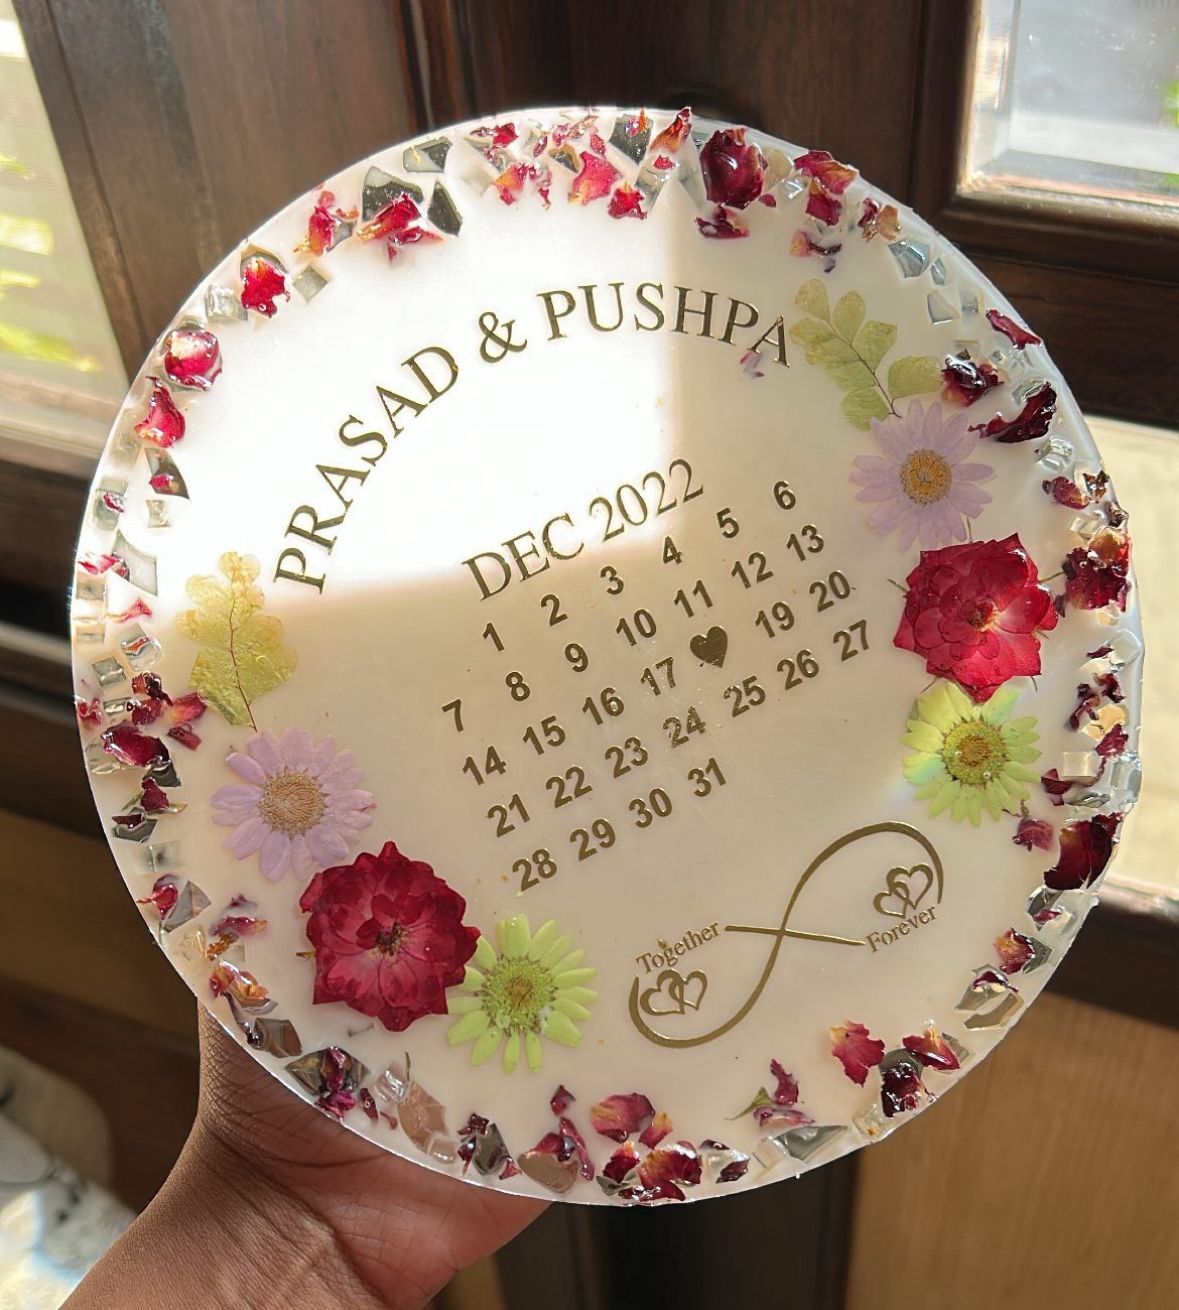 PRASAD & PUSHPA
DEC 2022
1 2 3 4 5 6
7 8 9 10 11 12 13
14 15 16 17 19 20
21 22 23 24 25 26 27
28 29 30 31
Together
Forever